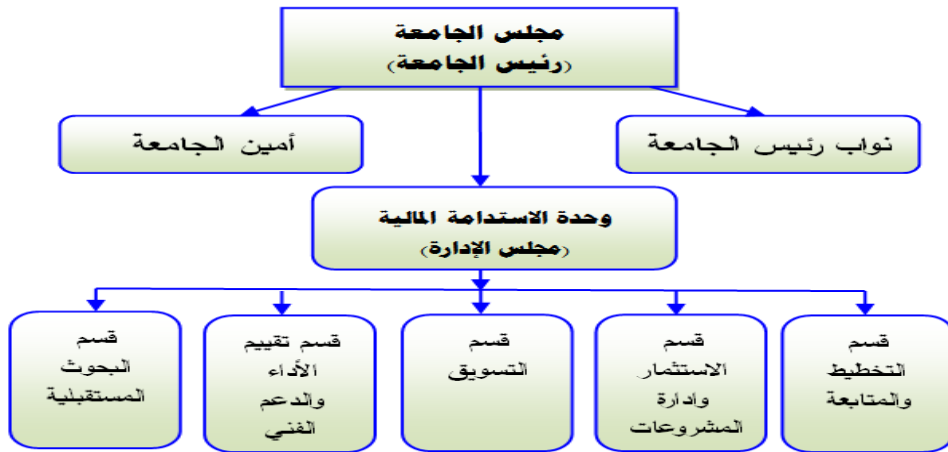 مجلس الجامعة
(رئيس الجامعة)
نواب رئيس الجامعة
أمين الجامعة
وحدة الاستدامة المالية
(مجلس الإدارة)
قسم
التخطيط
والمتابعة
قسم
الاستثمار
وادارة
المشروعات
قسم
التسويق
قسم تقييم
الأداء
والدعم
الفني
قسم
البحوث
المستقبلية